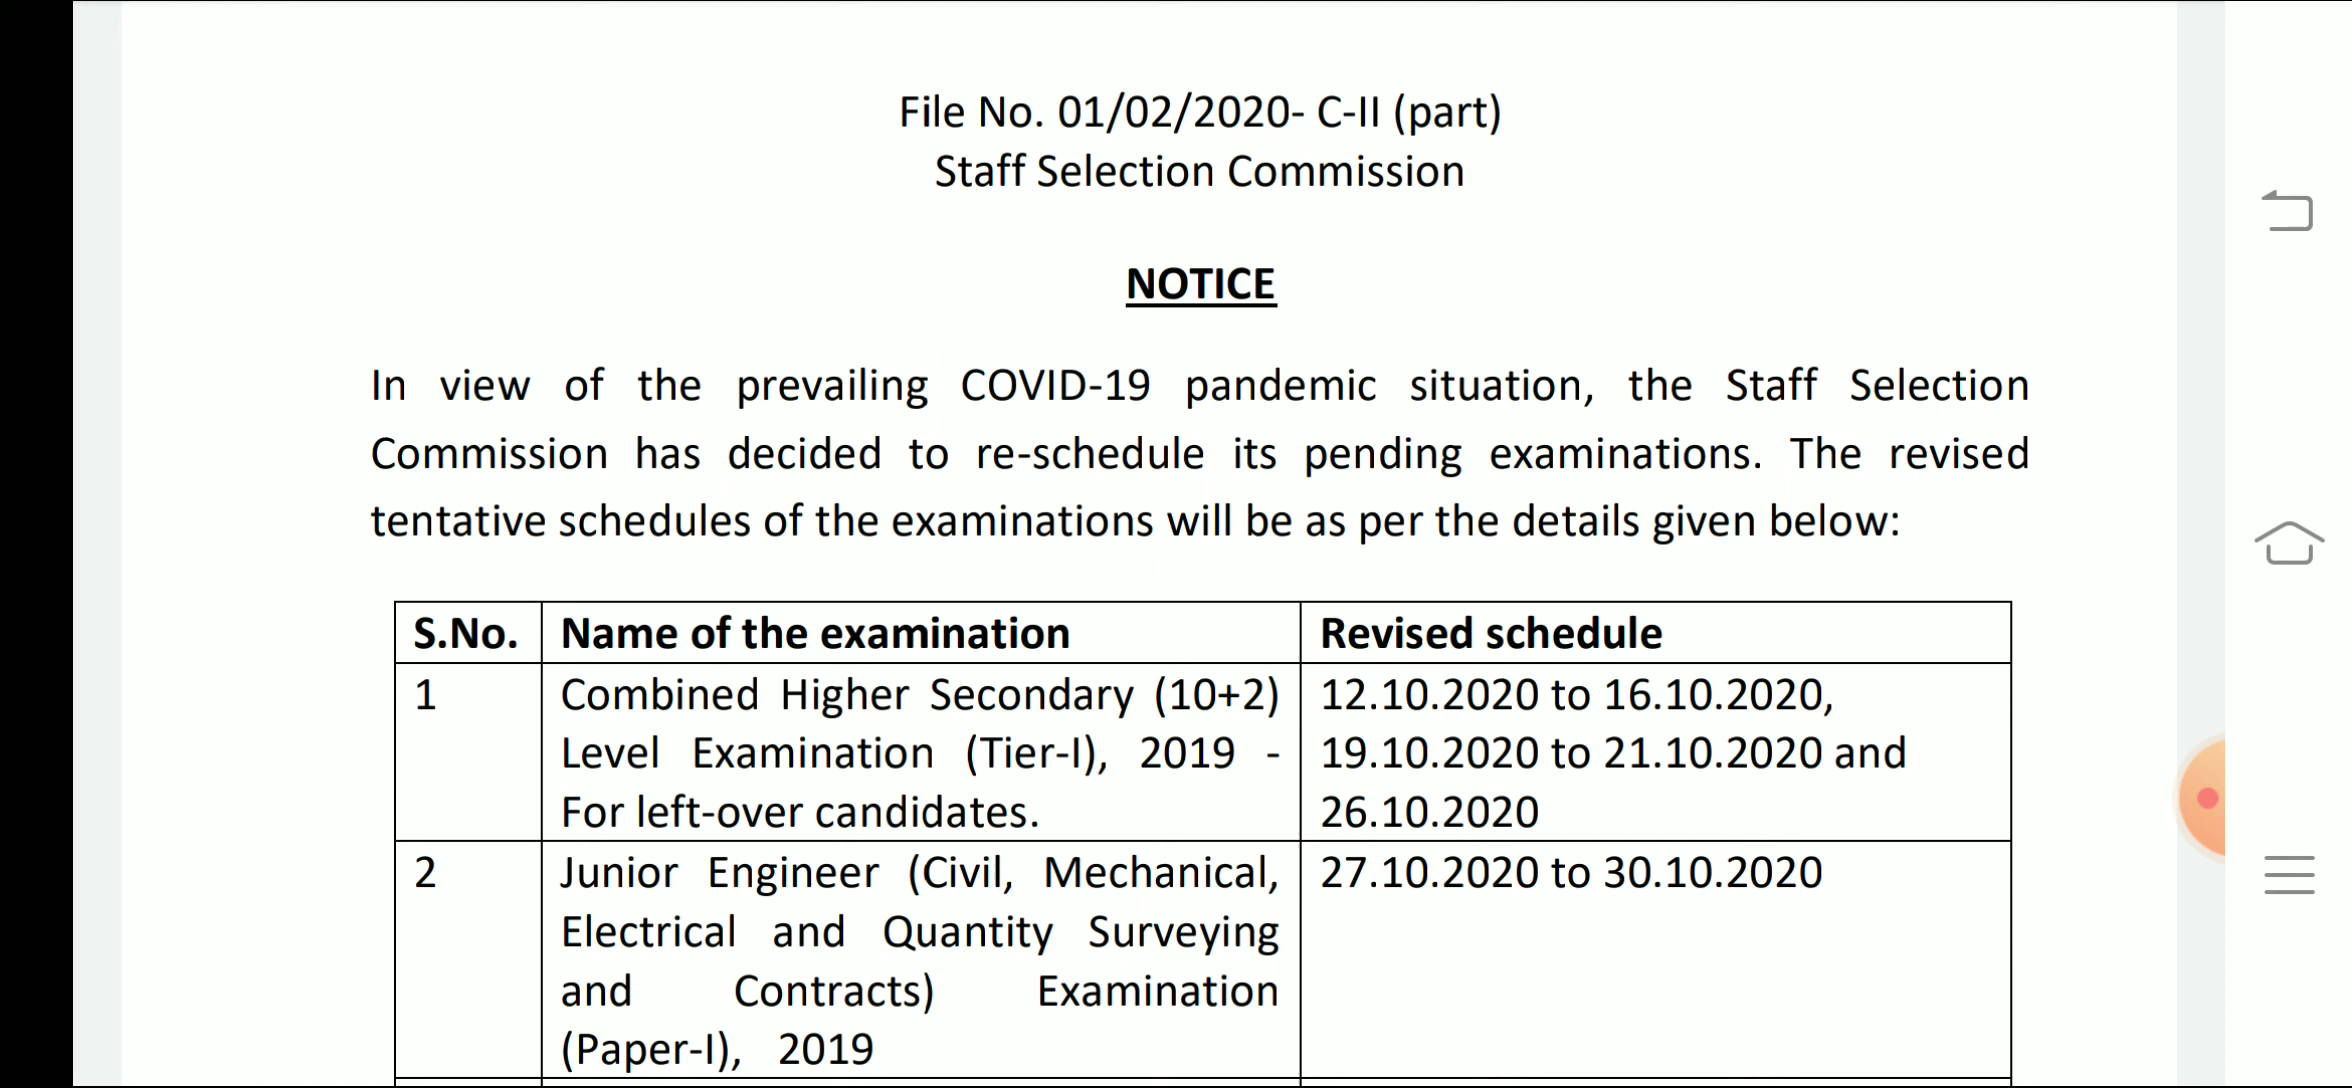 File No. 01/02/2020- C-II (part)
Staff Selection Commission
NOTICE
In view of the prevailing COVID-19 pandemic situation, the Staff Selection
Commission has decided to re-schedule its pending examinations. The revised
tentative schedules of the examinations will be as per the details given below:
S.No. Name of the examination Revised schedule
1 Combined Higher Secondary (10+2) 12.10.2020 to 16.10.2020,
Level Examination (Tier-I), 2019 - 19.10.2020 to 21.10.2020 and
For left-over candidates. 26.10.2020
2 Junior Engineer (Civil, Mechanical, 27.10.2020 to 30.10.2020
Electrical and Quantity Surveying
and Contracts) Examination
(Paper-I), 2019